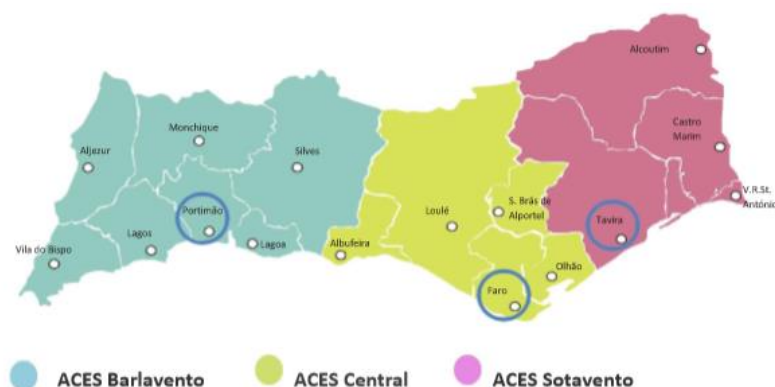 Alcoutim
Castro
Marim
Monchique
Aljezur
Silves
V.R.St.
António
S. Brás de
Alportel
Portimão
Loulé
Tavira
Lagos
Lagoa
Albufeira
Vila do Bispo
Olhão
Faro
ACES Barlavento
ACES Central
ACES Sotavento